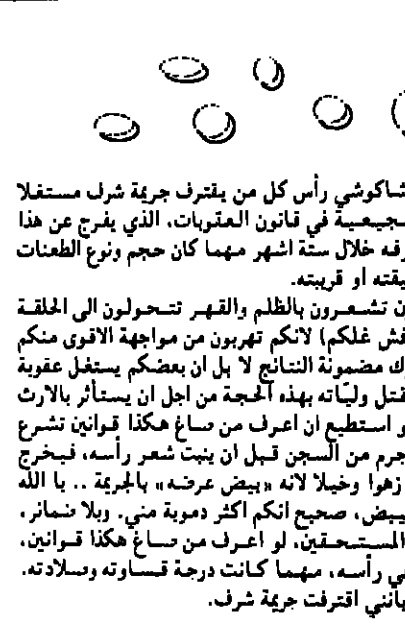 شاكوشي رأس كل من يقترف جريمة شرف مستغلا
جيعية في قانون العقوبات، الذي يفرج عن هذا
رفه خلال ستة اشهر مهما كان حجم ونوع الطعنات
يقته او قريبته.
ن تشعرون بالظلم والقهر تتحولون الى الحلقة
فش غلكم) لانكم تهربون من مواجهة الاقوى منكم
ك مضمونة النتائج لا بل ان بعضكم يستغل عقوبة
قتل وليّاته بهذه الحجة من اجل ان يستأثر بالارث
و استطيع ان اعرف من صاغ هكذا قوانين تشرع
جرم من السجن قبل ان ينبت شعر رأسه، فيخرج
زهوا وخيلا لانه «بيض عرضه» بالجريمة .. يا الله
بيض، صحيح انكم اكثر دموية مني، وبلا ضمائر،
المستحقين، لو اعرف من صاغ هكذا قوانين،
ي رأسه، مهما كانت درجة قساوته وصلادته.
بأنني اقترفت جريمة شرف.